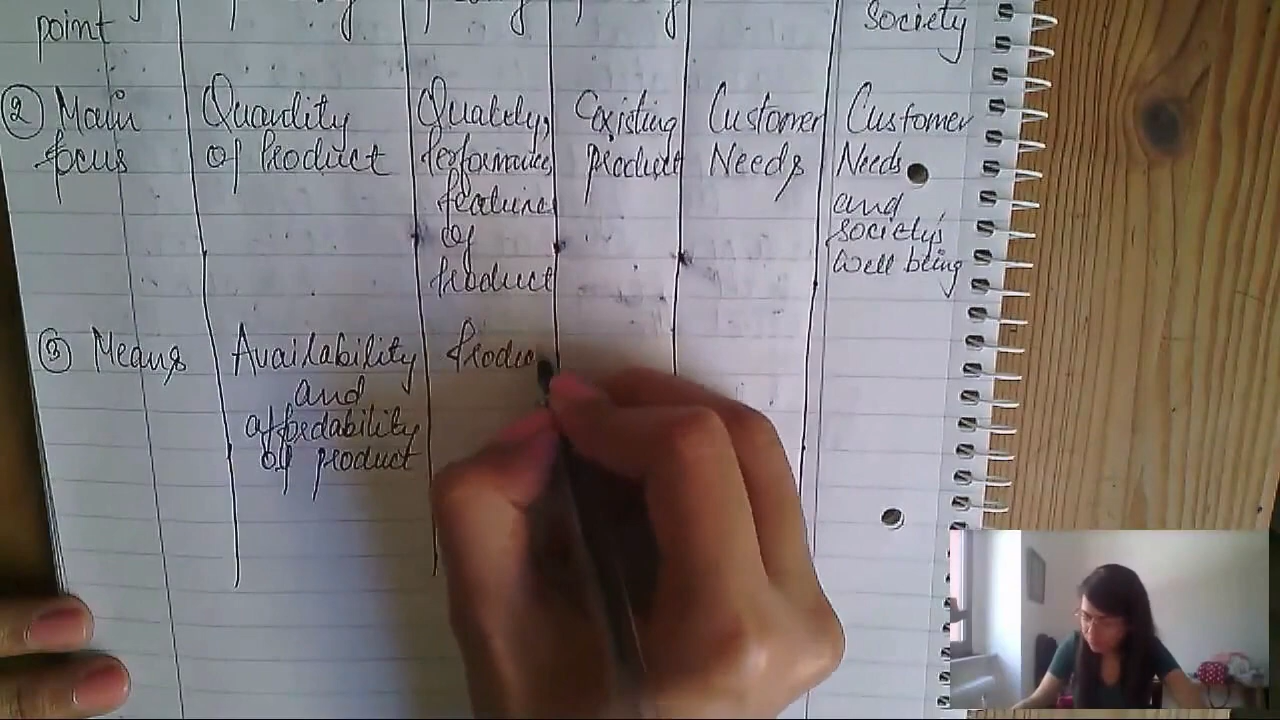 point
society
② Main focus
Quantity of Product
Quality, Performance, features of Product
Existing product
Customer Needs
Customer Needs and society's well being
③ Means
Availability and affordability of product
Produc